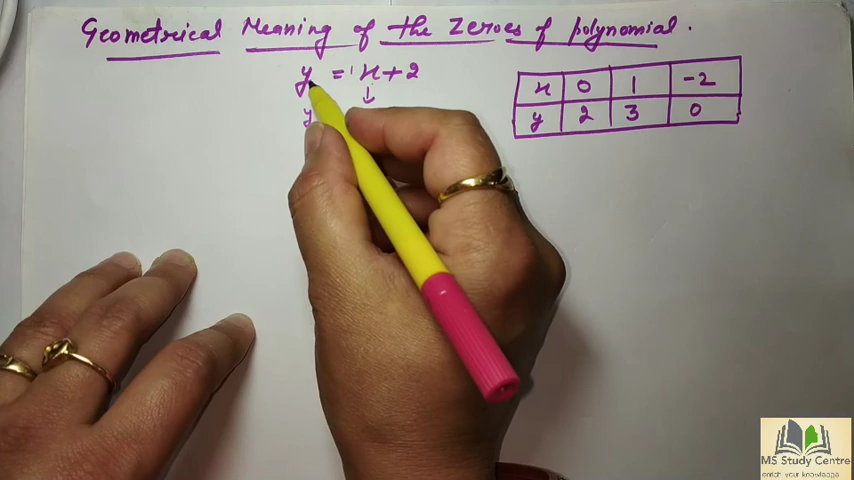 Geometrical Meaning of the Zeroes of polynomial.
y = x + 2
↓
y
x 0 1 -2
y 2 3 0
MS Study Centre
enrich your knowledge